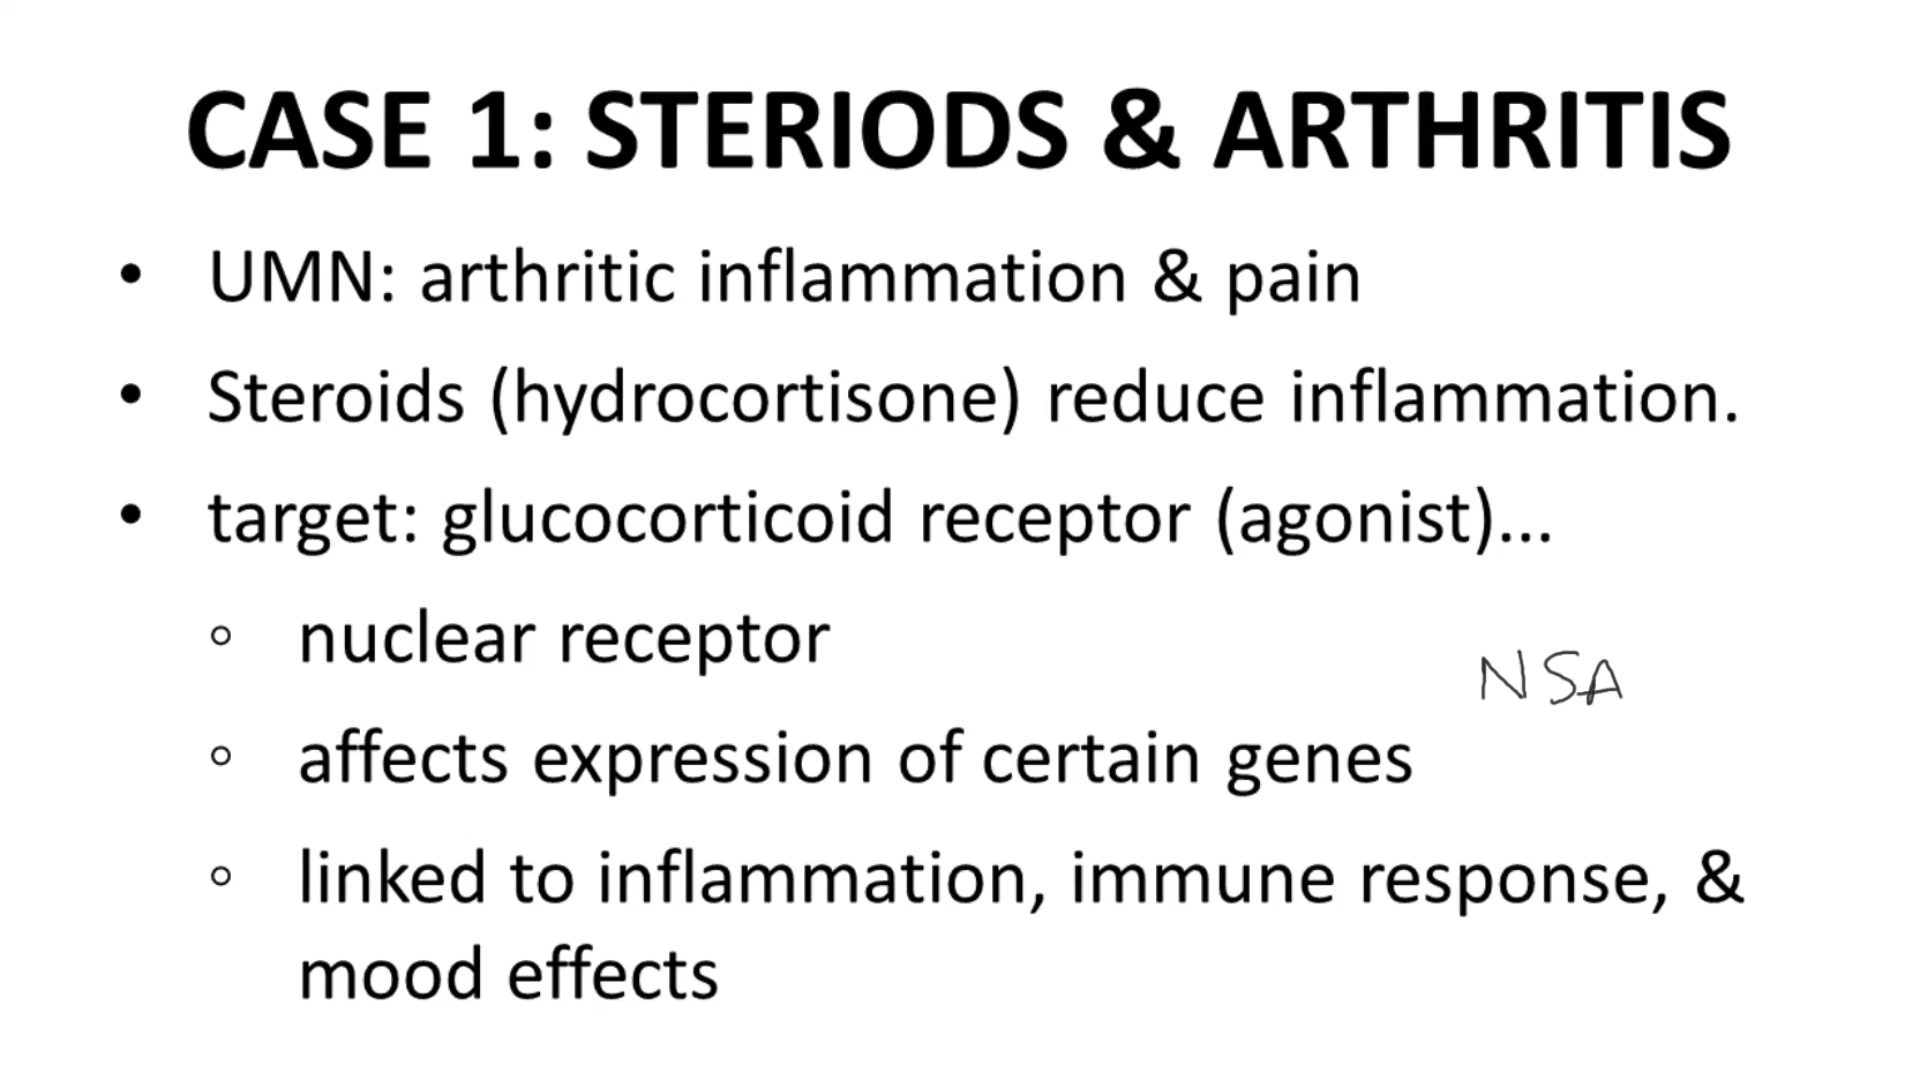 CASE 1: STERIODS & ARTHRITIS
• UMN: arthritic inflammation & pain
• Steroids (hydrocortisone) reduce inflammation.
• target: glucocorticoid receptor (agonist)...
◦ nuclear receptor
NSA
◦ affects expression of certain genes
◦ linked to inflammation, immune response, &
mood effects